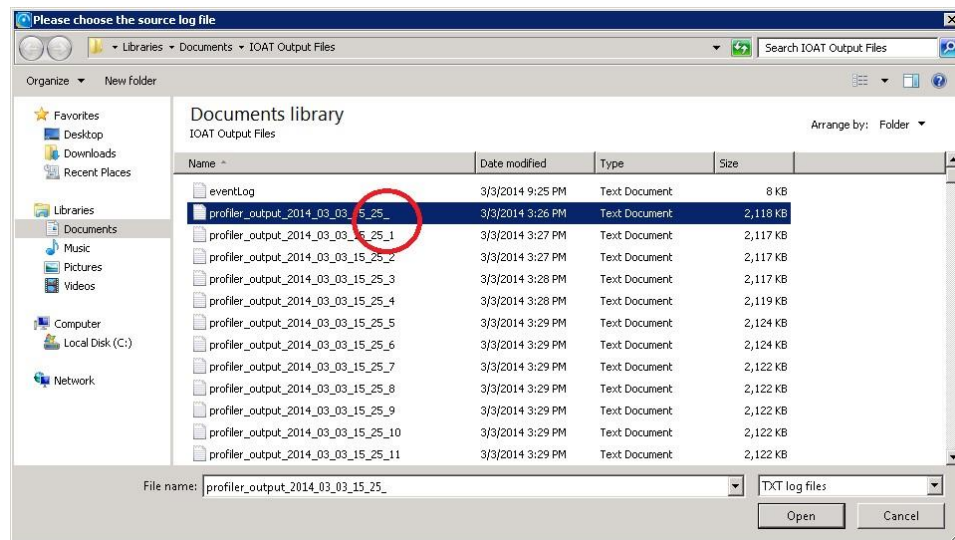 Please choose the source log file
Libraries Documents IOAT Output Files
Search IOAT Output Files
Organize New folder
Favorites
Desktop
Downloads
Recent Places
Libraries
Documents
Music
Pictures
Videos
Computer
Local Disk (C:)
Network
Documents library
IOAT Output Files
Arrange by: Folder
Name Date modified Type Size
eventLog 3/3/2014 9:25 PM Text Document 8 KB
profiler_output_2014_03_03_15_25_ 3/3/2014 3:26 PM Text Document 2,118 KB
profiler_output_2014_03_03_15_25_1 3/3/2014 3:27 PM Text Document 2,117 KB
profiler_output_2014_03_03_15_25_2 3/3/2014 3:27 PM Text Document 2,117 KB
profiler_output_2014_03_03_15_25_3 3/3/2014 3:28 PM Text Document 2,117 KB
profiler_output_2014_03_03_15_25_4 3/3/2014 3:28 PM Text Document 2,119 KB
profiler_output_2014_03_03_15_25_5 3/3/2014 3:29 PM Text Document 2,124 KB
profiler_output_2014_03_03_15_25_6 3/3/2014 3:29 PM Text Document 2,124 KB
profiler_output_2014_03_03_15_25_7 3/3/2014 3:29 PM Text Document 2,122 KB
profiler_output_2014_03_03_15_25_8 3/3/2014 3:29 PM Text Document 2,122 KB
profiler_output_2014_03_03_15_25_9 3/3/2014 3:29 PM Text Document 2,122 KB
profiler_output_2014_03_03_15_25_10 3/3/2014 3:29 PM Text Document 2,122 KB
profiler_output_2014_03_03_15_25_11 3/3/2014 3:29 PM Text Document 2,122 KB
File name: profiler_output_2014_03_03_15_25_ TXT log files
Open Cancel